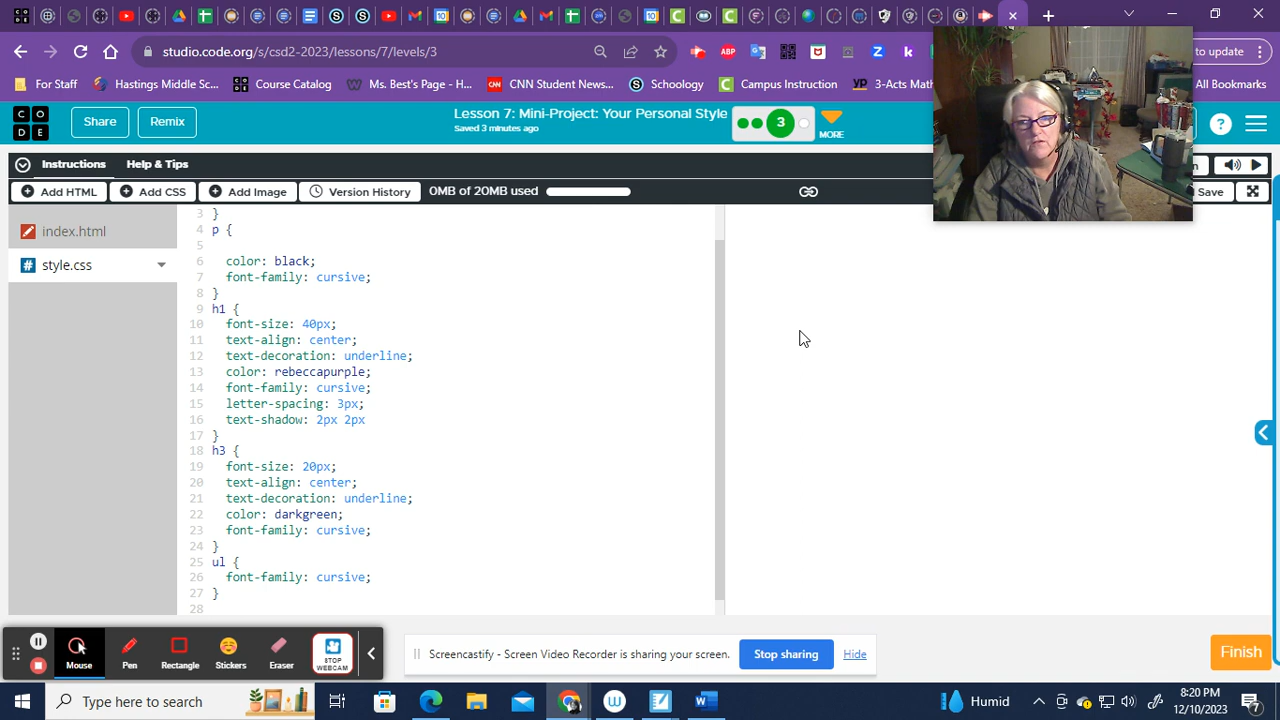 studio.code.org/s/csd2-2023/lessons/7/levels/3
to update
For Staff
Hastings Middle Sc...
Course Catalog
Ms. Best's Page - H...
CNN Student News...
Schoology
Campus Instruction
3-Acts Math
All Bookmarks
CO
DE
Share
Remix
Lesson 7: Mini-Project: Your Personal Style
Saved 3 minutes ago
3
MORE
Instructions
Help & Tips
Add HTML
Add CSS
Add Image
Version History
0MB of 20MB used
Save
index.html
style.css
3 }
4 p {
5
6 color: black;
7 font-family: cursive;
8 }
9 h1 {
10 font-size: 40px;
11 text-align: center;
12 text-decoration: underline;
13 color: rebeccapurple;
14 font-family: cursive;
15 letter-spacing: 3px;
16 text-shadow: 2px 2px
17 }
18 h3 {
19 font-size: 20px;
20 text-align: center;
21 text-decoration: underline;
22 color: darkgreen;
23 font-family: cursive;
24 }
25 ul {
26 font-family: cursive;
27 }
28
Mouse
Pen
Rectangle
Stickers
Eraser
STOP WEBCAM
Screencastify - Screen Video Recorder is sharing your screen.
Stop sharing
Hide
Finish
Type here to search
Humid
8:20 PM
12/10/2023
7